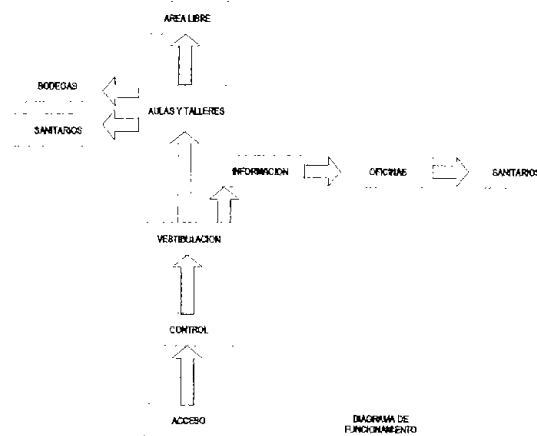 AREA LIBRE
BODEGAS
AULAS Y TALLERES
SANITARIOS
INFORMACION
OFICINAS
SANITARIOS
VESTIBULACION
CONTROL
ACCESO
DIAGRAMA DE
FUNCIONAMIENTO